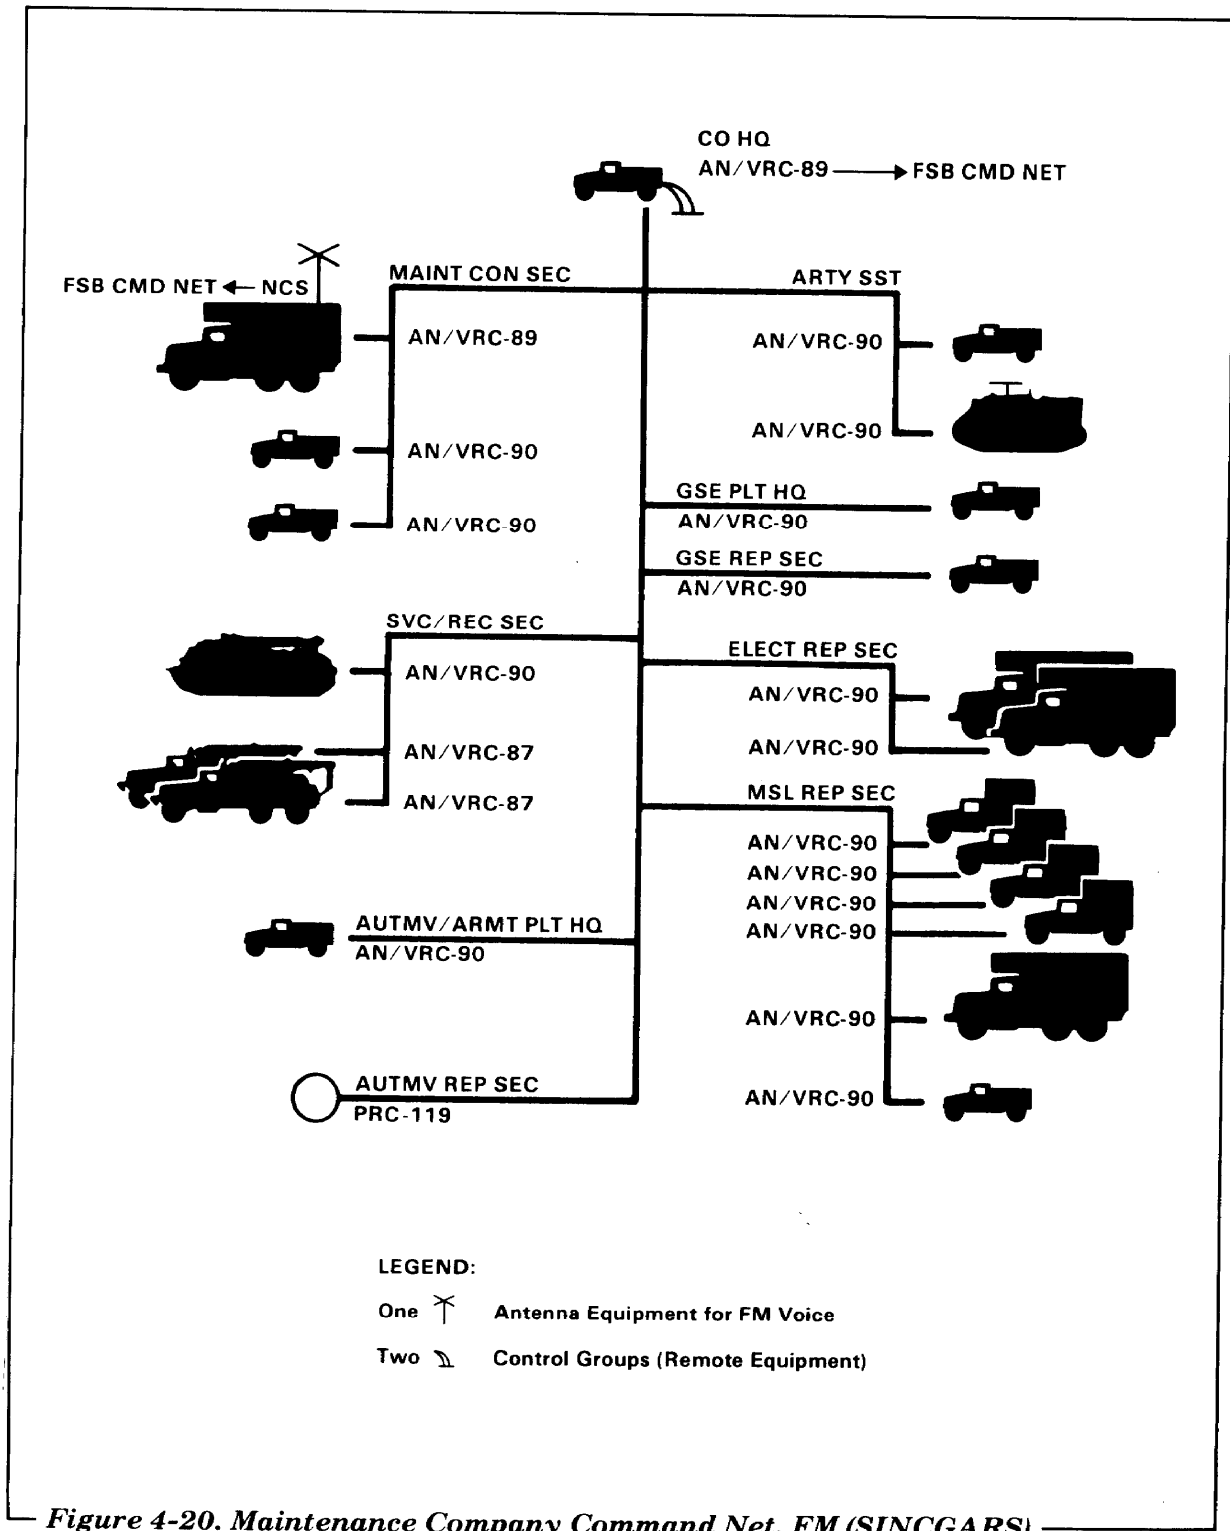 CO HQ
AN/VRC-89 → FSB CMD NET
FSB CMD NET ← NCS
MAINT CON SEC
AN/VRC-89
AN/VRC-90
AN/VRC-90
ARTY SST
AN/VRC-90
AN/VRC-90
GSE PLT HQ
AN/VRC-90
GSE REP SEC
AN/VRC-90
SVC/REC SEC
AN/VRC-90
AN/VRC-87
AN/VRC-87
ELECT REP SEC
AN/VRC-90
AN/VRC-90
MSL REP SEC
AN/VRC-90
AN/VRC-90
AN/VRC-90
AN/VRC-90
AN/VRC-90
AN/VRC-90
AUTMV/ARMT PLT HQ
AN/VRC-90
AUTMV REP SEC
PRC-119
LEGEND:
One Antenna Equipment for FM Voice
Two Control Groups (Remote Equipment)
Figure 4-20. Maintenance Company Command Net, FM (SINCGARS)